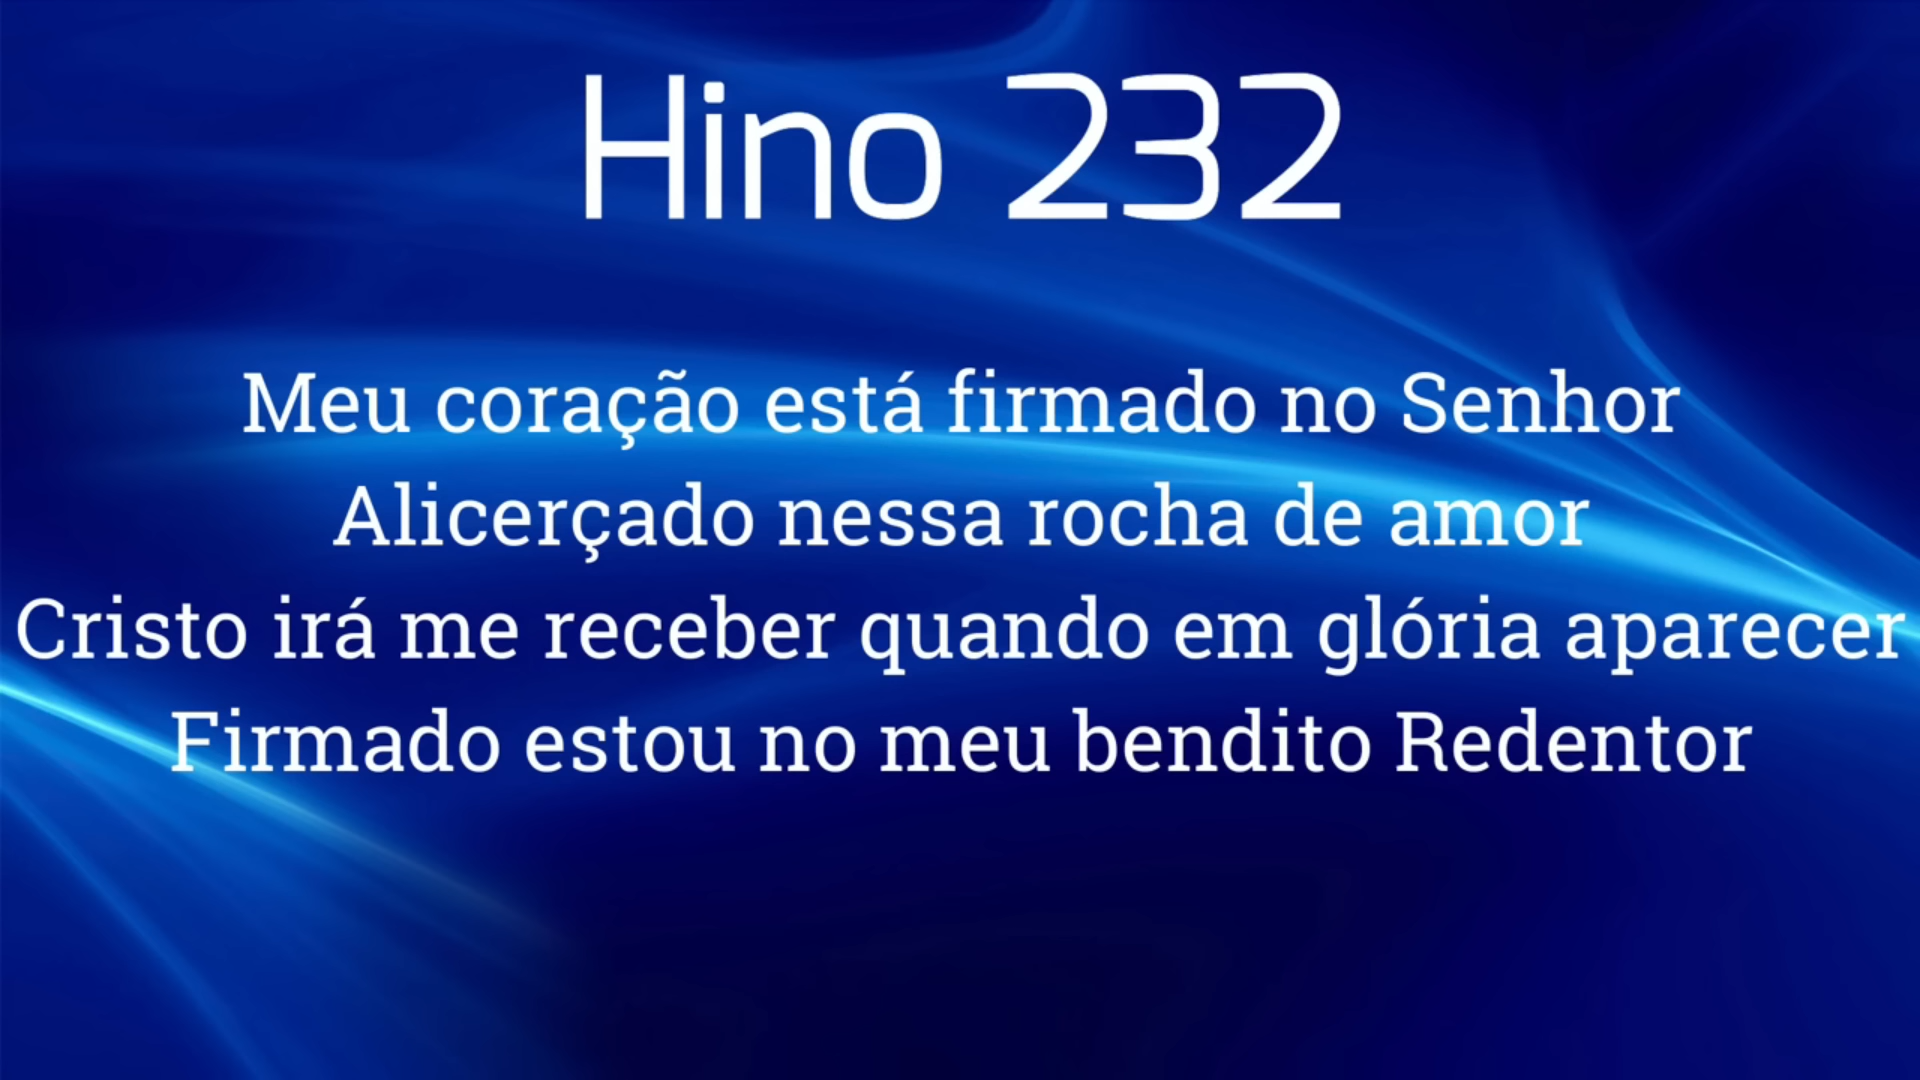 Hino 232
Meu coração está firmado no Senhor
Alicerçado nessa rocha de amor
Cristo irá me receber quando em glória aparecer
Firmado estou no meu bendito Redentor